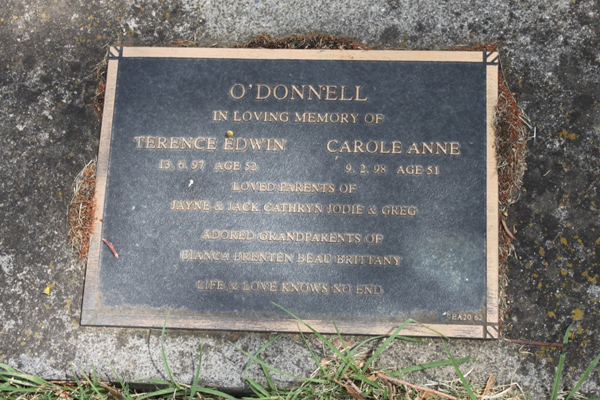 O'DONNELL
IN LOVING MEMORY OF
TERENCE EDWIN CAROLE ANNE
13.6.97 AGE 52 9.2.98 AGE 51
LOVED PARENTS OF
JAYNE & JACK CATHRYN JODIE & GREG
ADORED GRANDPARENTS OF
BIANCA BRENTEN BEAU BRITTANY
LIFE & LOVE KNOWS NO END